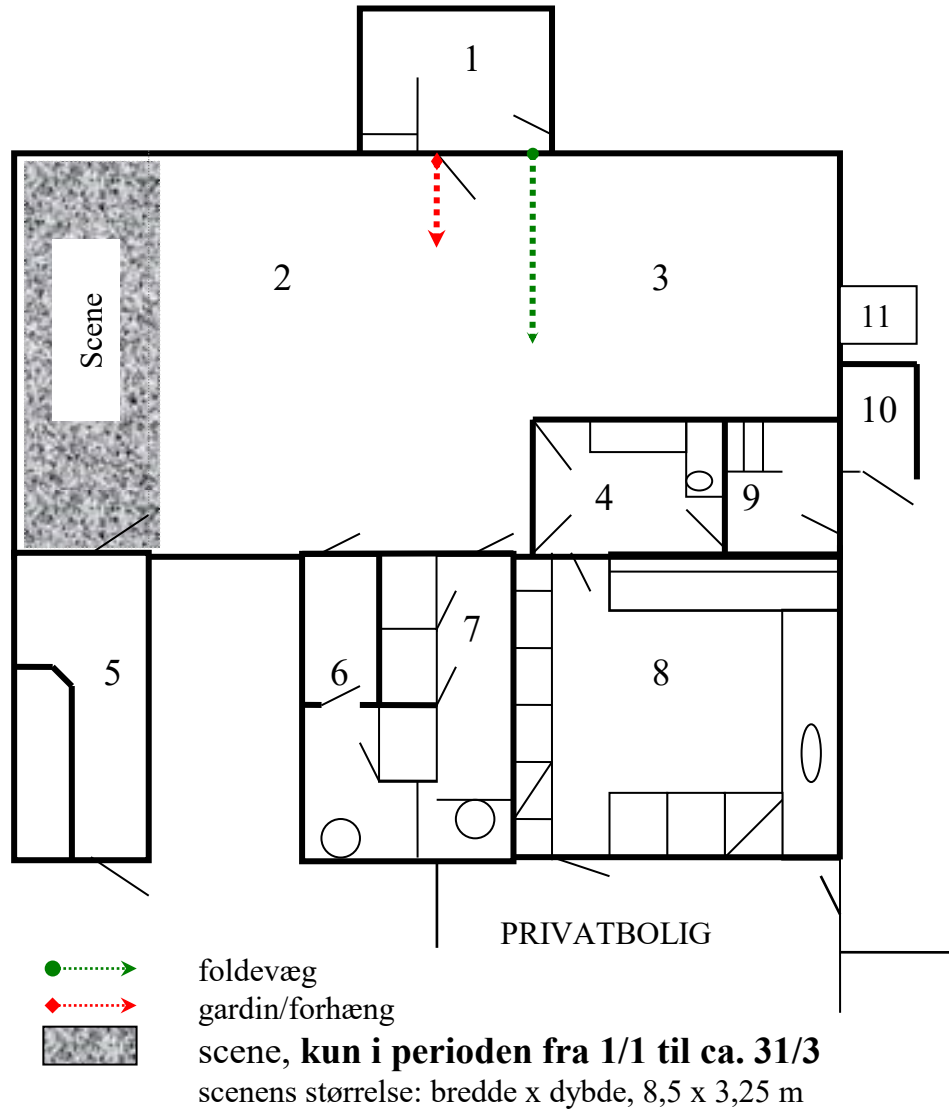 1
2
3
Scene
11
10
4
9
5
6
7
8
PRIVATBOLIG
foldevæg
gardin/forhæng
scene, kun i perioden fra 1/1 til ca. 31/3
scenens størrelse: bredde x dybde, 8,5 x 3,25 m